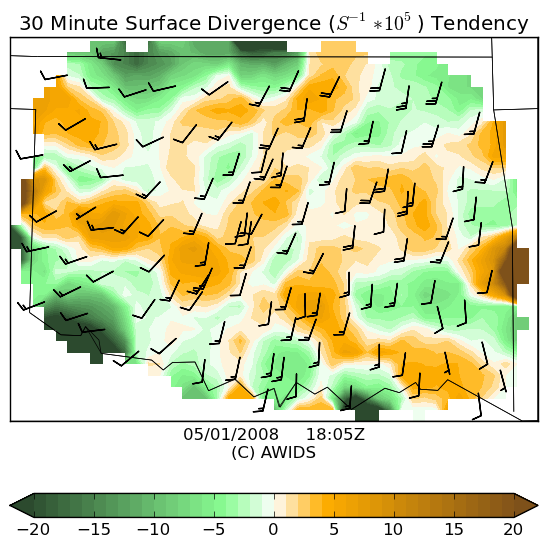 30 Minute Surface Divergence (S⁻¹ *10⁵ ) Tendency
05/01/2008 18:05Z
(C) AWIDS
−20 −15 −10 −5 0 5 10 15 20